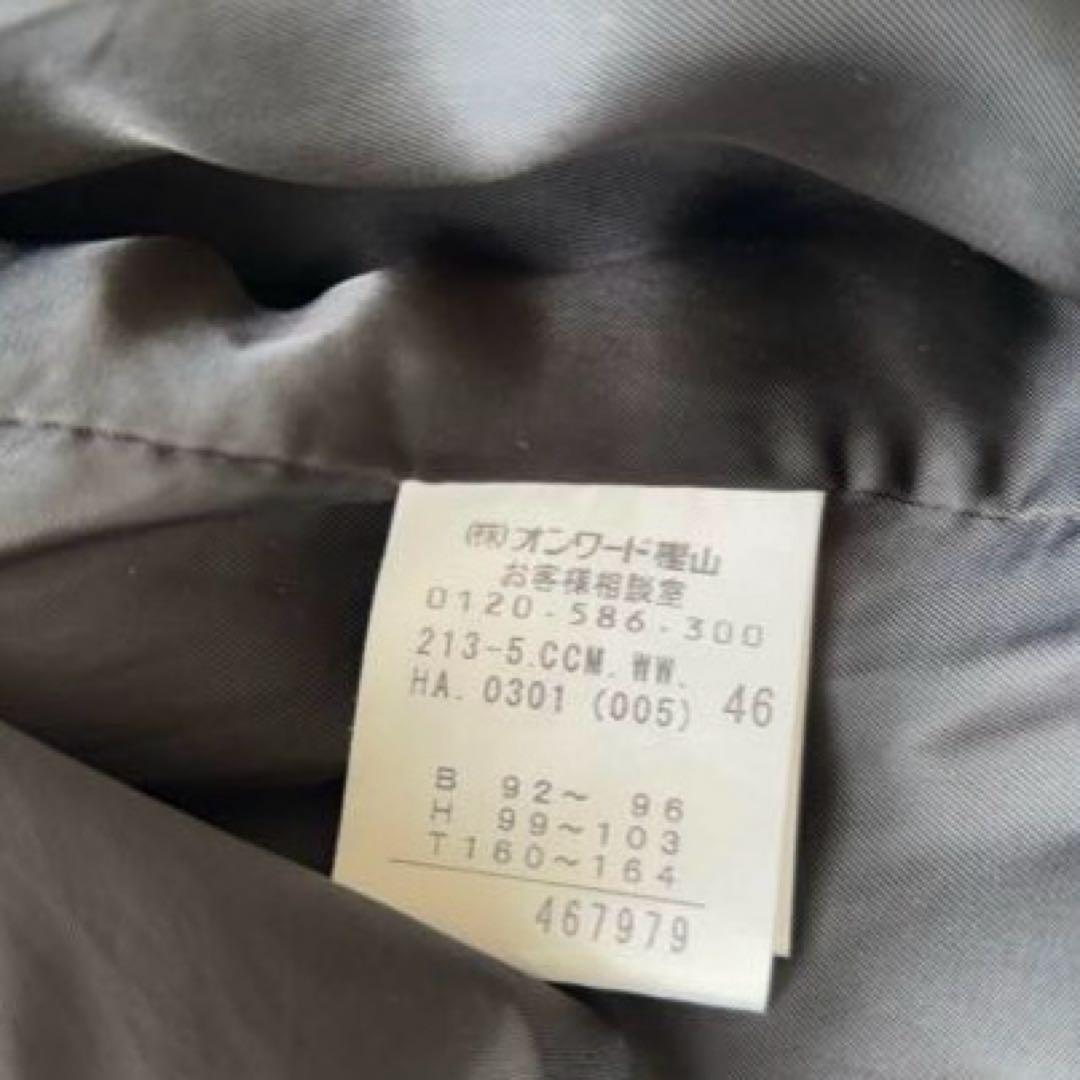 ㈱オンワード樫山
お客様相談室
0120-586-300
213-5.CCM.WW.
HA.0301 (005) 46
B 92~ 96
H 99~103
T160~164
467979